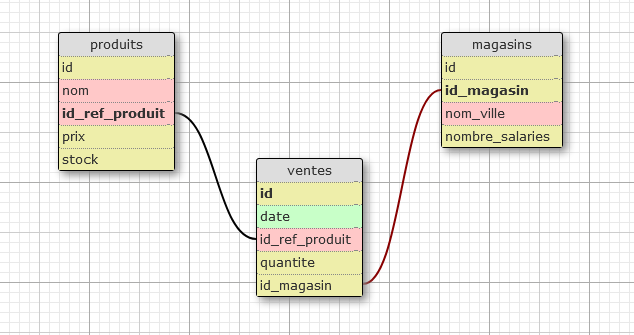 produits
id
nom
id_ref_produit
prix
stock
magasins
id
id_magasin
nom_ville
nombre_salaries
ventes
id
date
id_ref_produit
quantite
id_magasin